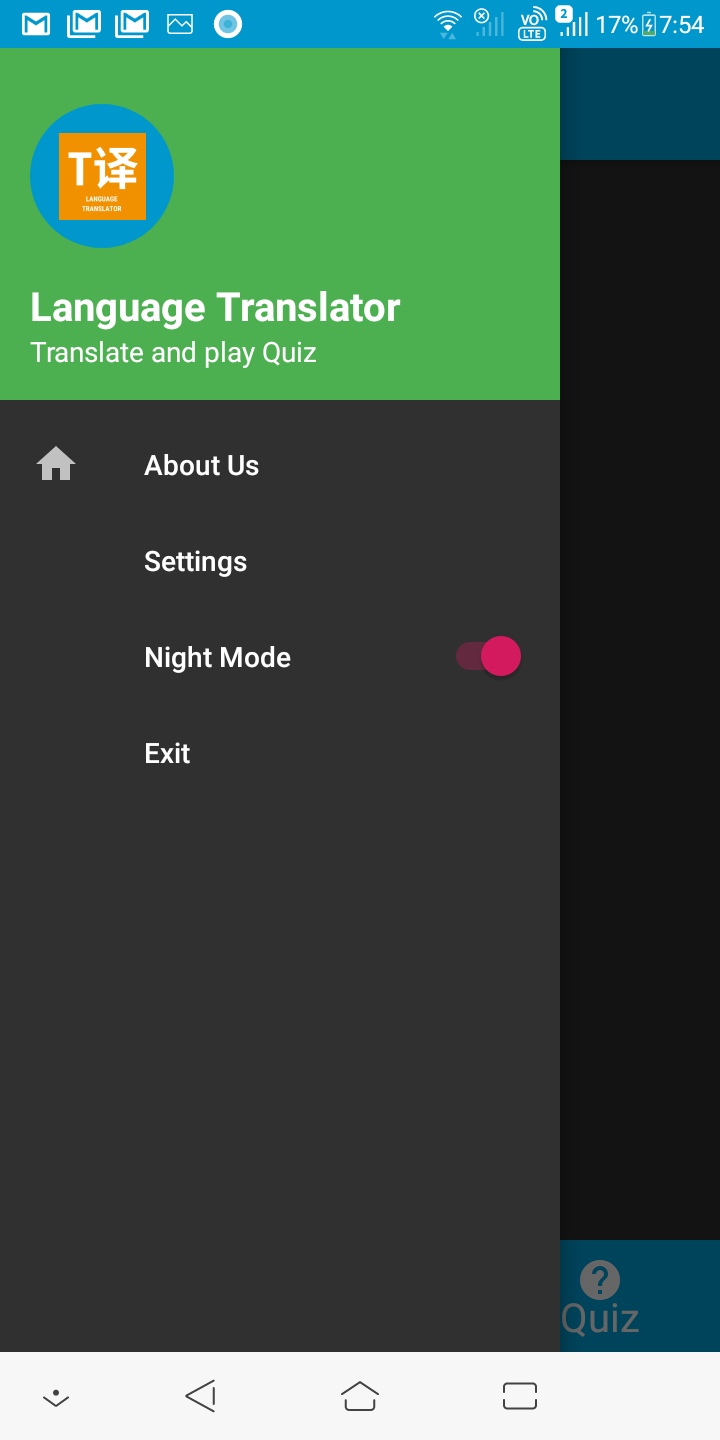 VO LTE 2 17% 7:54
T译
LANGUAGE
TRANSLATOR
Language Translator
Translate and play Quiz
About Us
Settings
Night Mode
Exit
Quiz